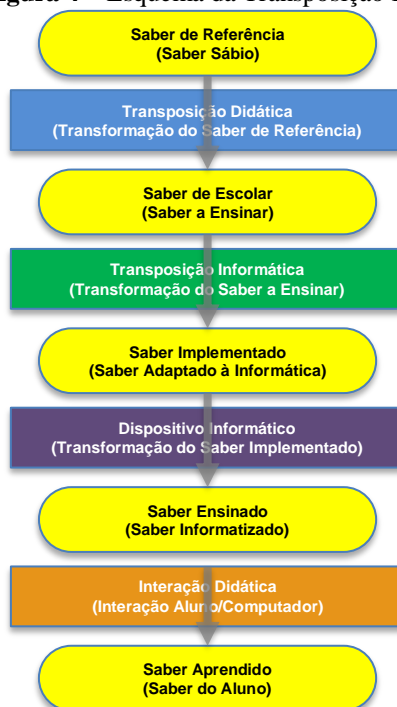 Esquema da Transposição
Saber de Referência
(Saber Sábio)
Transposição Didática
(Transformação do Saber de Referência)
Saber de Escolar
(Saber a Ensinar)
Transposição Informática
(Transformação do Saber a Ensinar)
Saber Implementado
(Saber Adaptado à Informática)
Dispositivo Informático
(Transformação do Saber Implementado)
Saber Ensinado
(Saber Informatizado)
Interação Didática
(Interação Aluno/Computador)
Saber Aprendido
(Saber do Aluno)